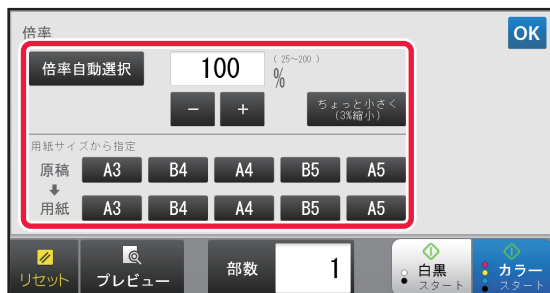 倍率
OK
倍率自動選択
100
( 25~200 )
%
−
+
ちょっと小さく
(3%縮小)
用紙サイズから指定
原稿
A3
B4
A4
B5
A5
用紙
A3
B4
A4
B5
A5
リセット
プレビュー
部数
1
白黒
スタート
カラー
スタート